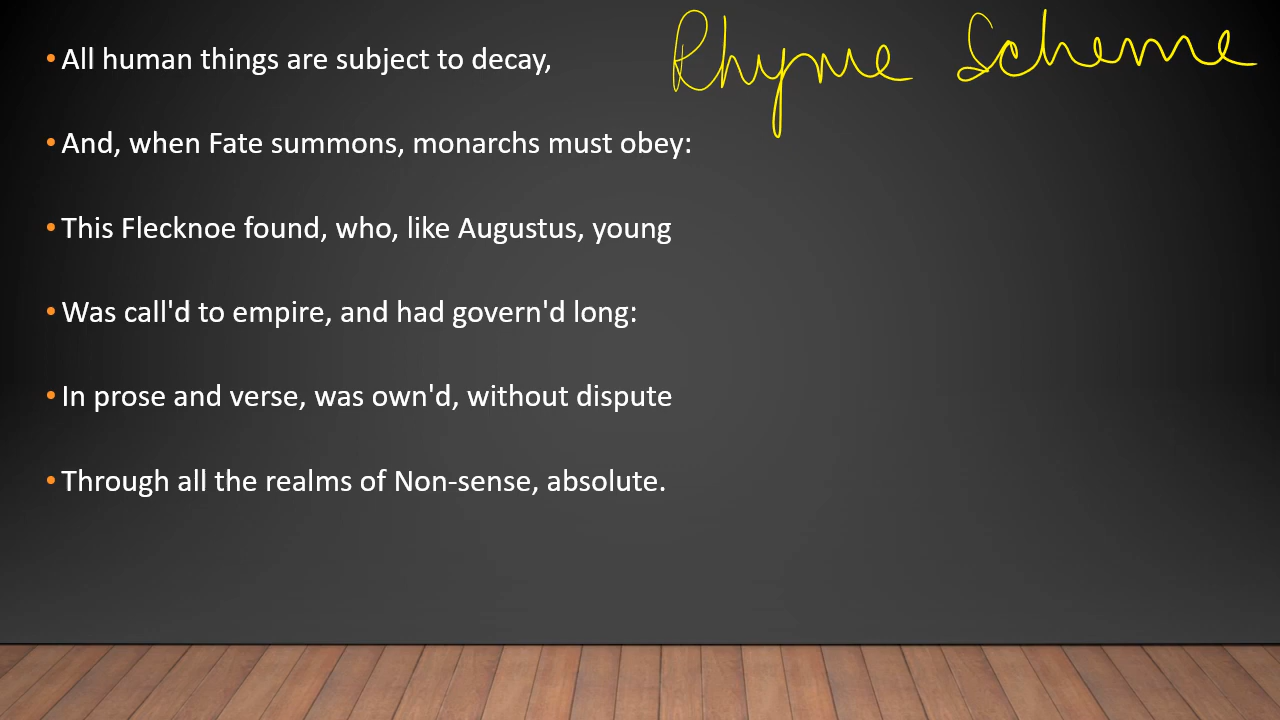 Rhyme Scheme
• All human things are subject to decay,
• And, when Fate summons, monarchs must obey:
• This Flecknoe found, who, like Augustus, young
• Was call'd to empire, and had govern'd long:
• In prose and verse, was own'd, without dispute
• Through all the realms of Non-sense, absolute.